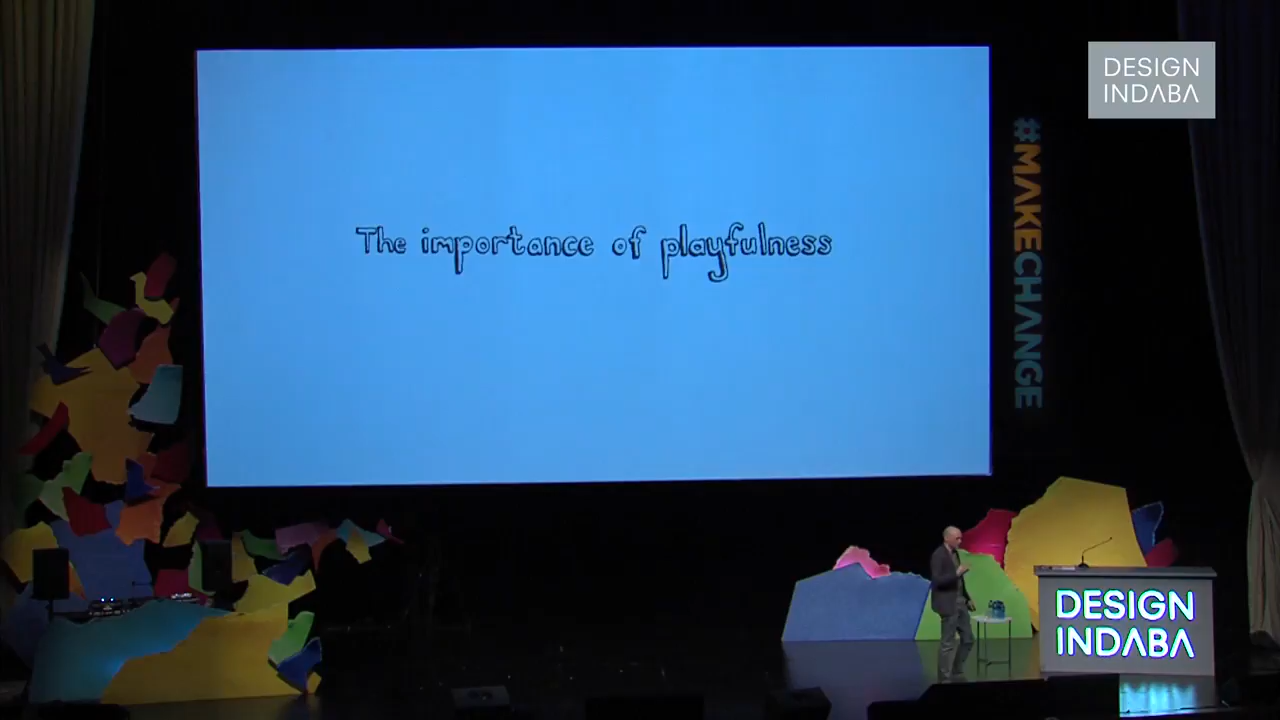 The importance of playfulness
DESIGN
INDABA
#MAKECHANGE
DESIGN
INDABA